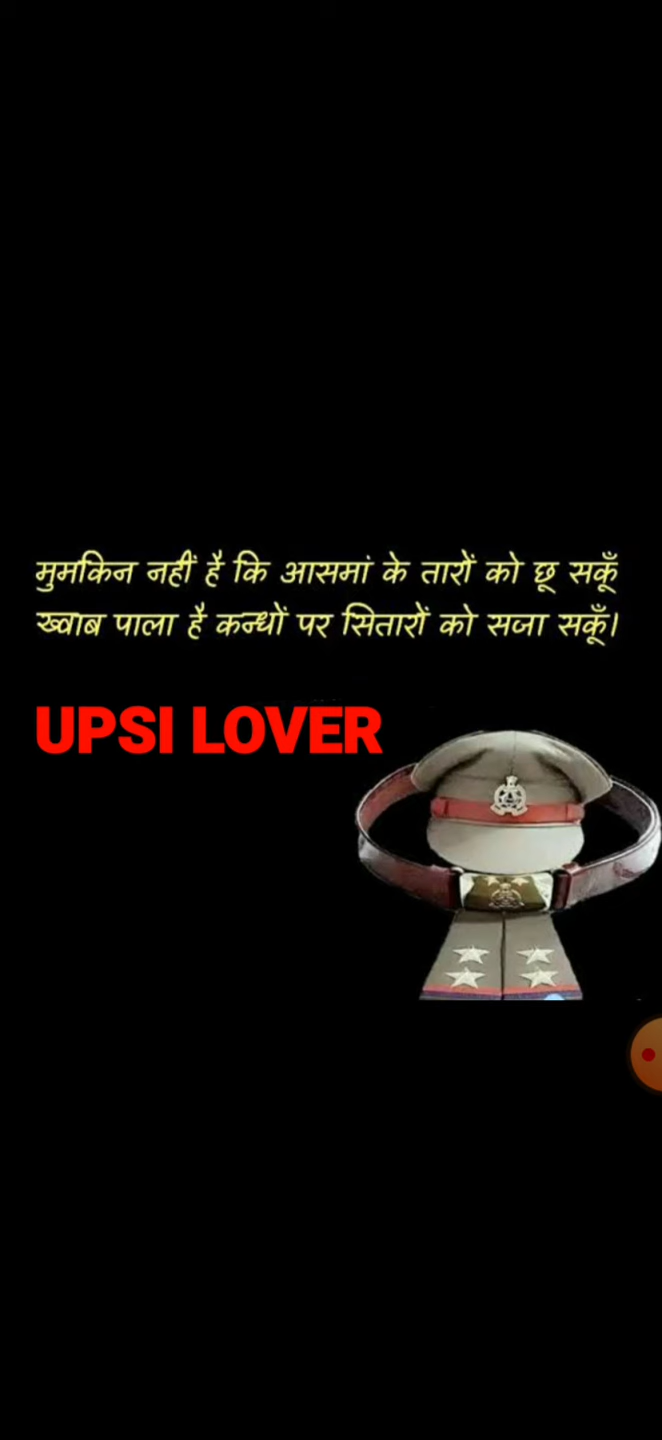 मुमकिन नहीं है कि आसमां के तारों को छू सकूँ
ख्वाब पाला है कन्धों पर सितारों को सजा सकूँ।
UPSI LOVER